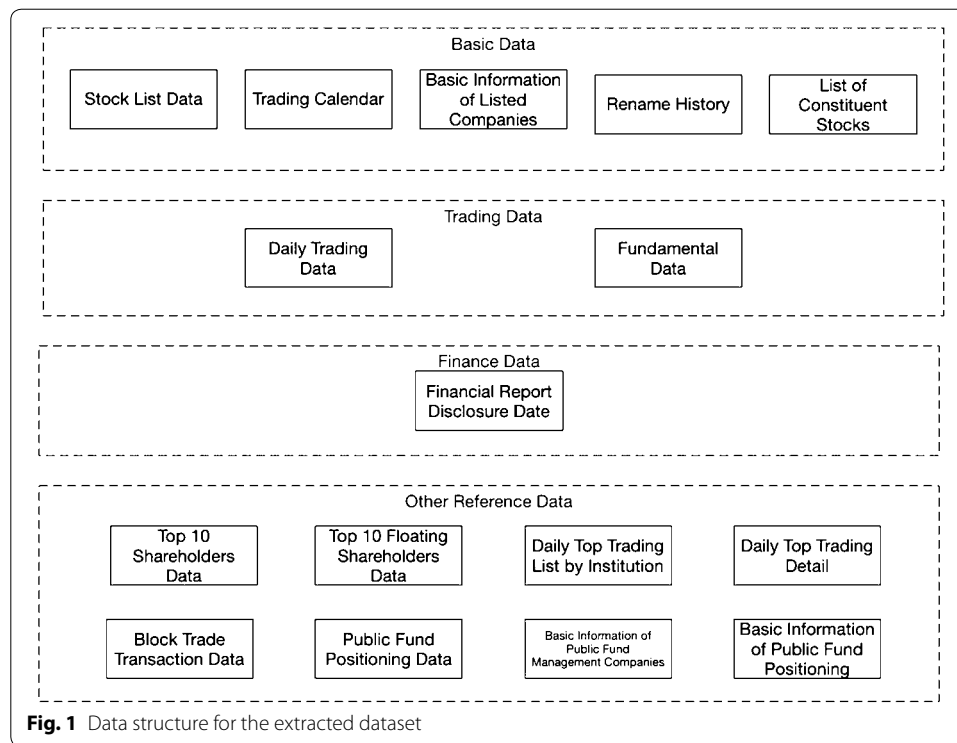 Basic Data
Stock List Data
Trading Calendar
Basic Information
of Listed
Companies
Rename History
List of
Constituent
Stocks
Trading Data
Daily Trading
Data
Fundamental
Data
Finance Data
Financial Report
Disclosure Date
Other Reference Data
Top 10
Shareholders
Data
Top 10 Floating
Shareholders
Data
Daily Top Trading
List by Institution
Daily Top Trading
Detail
Block Trade
Transaction Data
Public Fund
Positioning Data
Basic Information of
Public Fund
Management Companies
Basic Information
of Public Fund
Positioning
Fig. 1 Data structure for the extracted dataset